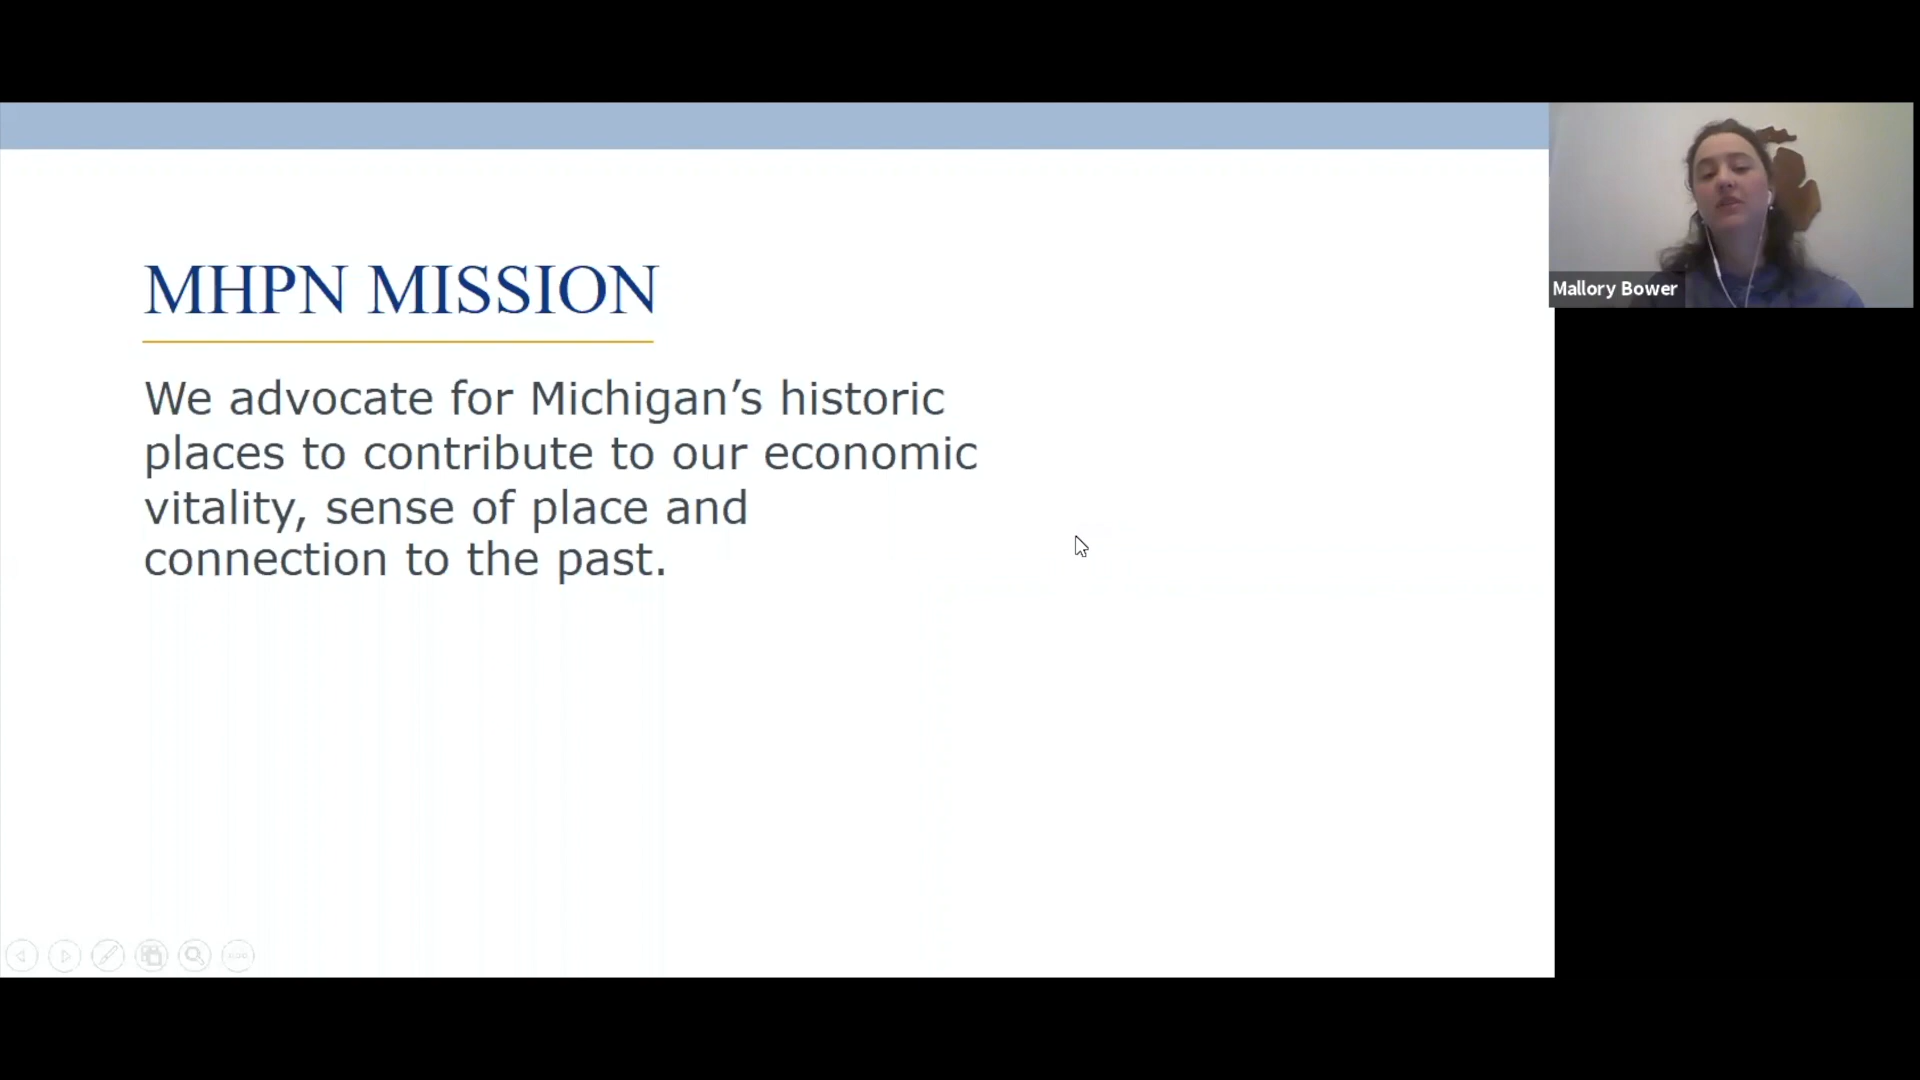 MHPN MISSION
We advocate for Michigan’s historic
places to contribute to our economic
vitality, sense of place and
connection to the past.
Mallory Bower